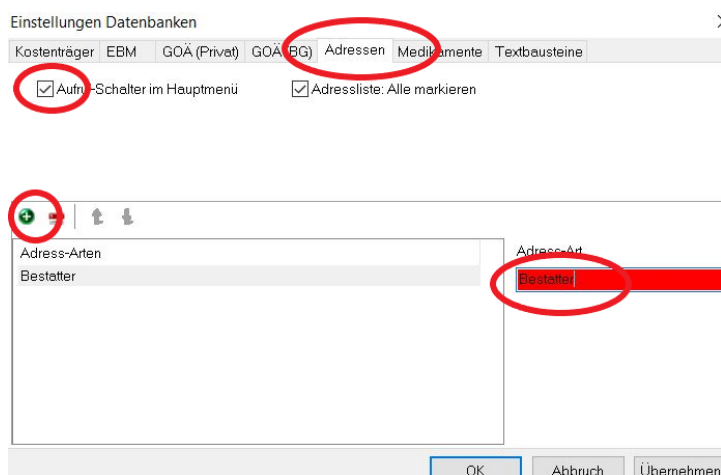 Einstellungen Datenbanken
Kostenträger EBM GOÄ (Privat) GOÄ (BG) Adressen Medikamente Textbausteine
Aufruf-Schalter im Hauptmenü Adressliste: Alle markieren
Adress-Arten Adress-Art
Bestatter Bestatter
OK Abbruch Übernehmen